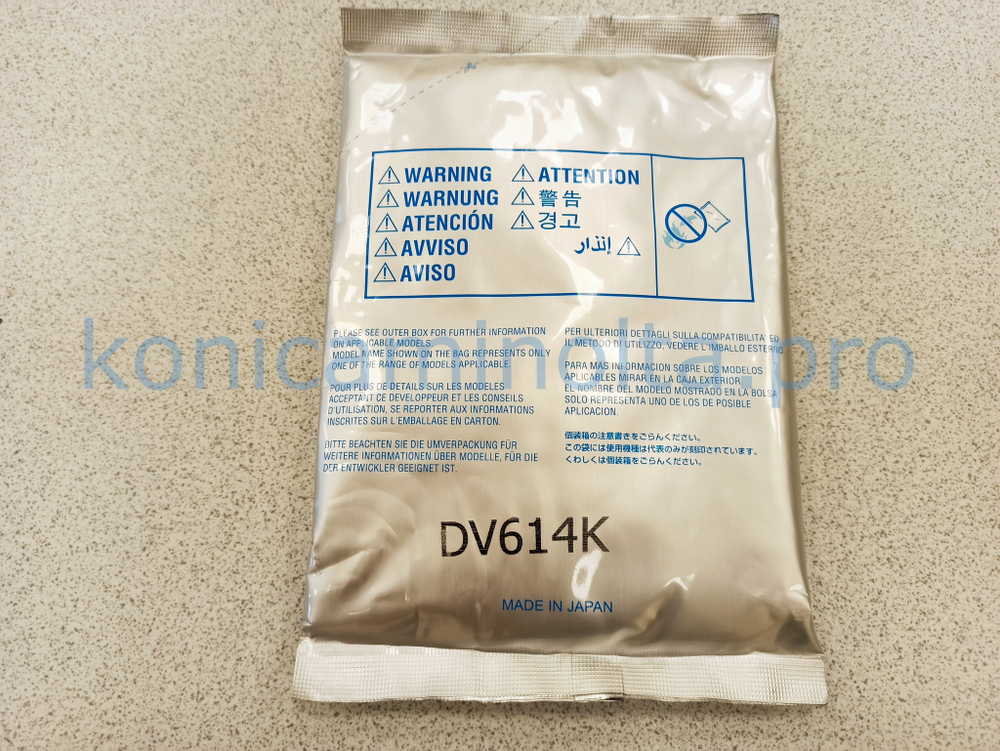 WARNING
WARNUNG
ATENCIÓN
AVVISO
AVISO
ATTENTION
警告
경고
إنذار
PLEASE SEE OUTER BOX FOR FURTHER INFORMATION
ON APPLICABLE MODELS.
MODEL NAME SHOWN ON THE BAG REPRESENTS ONLY
ONE OF THE RANGE OF MODELS APPLICABLE.
POUR PLUS DE DETAILS SUR LES MODELES
ACCEPTANT CE DEVELOPPEUR ET LES CONSEILS
D'UTILISATION, SE REPORTER AUX INFORMATIONS
INSCRITES SUR L'EMBALLAGE EN CARTON.
BITTE BEACHTEN SIE DIE UMVERPACKUNG FÜR
WEITERE INFORMATIONEN ÜBER MODELLE, FÜR DIE
DER ENTWICKLER GEEIGNET IST.
PER ULTERIORI DETTAGLI SULLA COMPATIBILITA' ED
IL METODO DI UTILIZZO, VEDERE L'IMBALLO ESTERNO
PARA MAS INFORMACION SOBRE LOS MODELOS
APLICABLES MIRAR EN LA CAJA EXTERIOR.
EL NOMBRE DEL MODELO MOSTRADO EN LA BOLSA
SOLO REPRESENTA UNO DE LOS DE POSIBLE
APLICACION.
個装箱の注意書きをごらんください。
この袋には使用機種は代表のみが刻印されています。
くわしくは個装箱をごらんください。
DV614K
MADE IN JAPAN
konicaminolta.pro